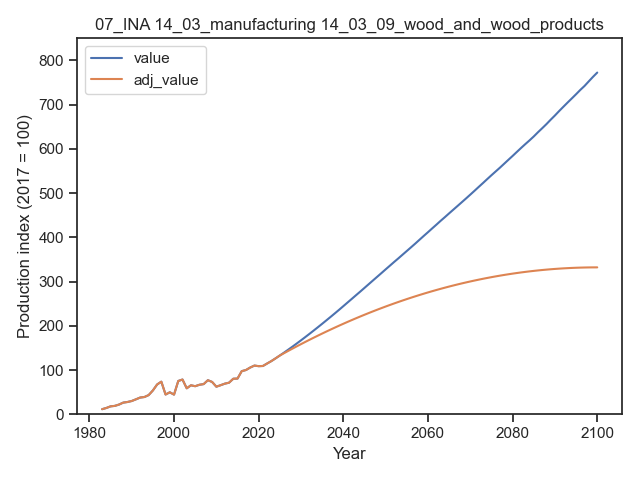 07_INA 14_03_manufacturing 14_03_09_wood_and_wood_products
value
adj_value
Production index (2017 = 100)
800
700
600
500
400
300
200
100
0
1980 2000 2020 2040 2060 2080 2100
Year